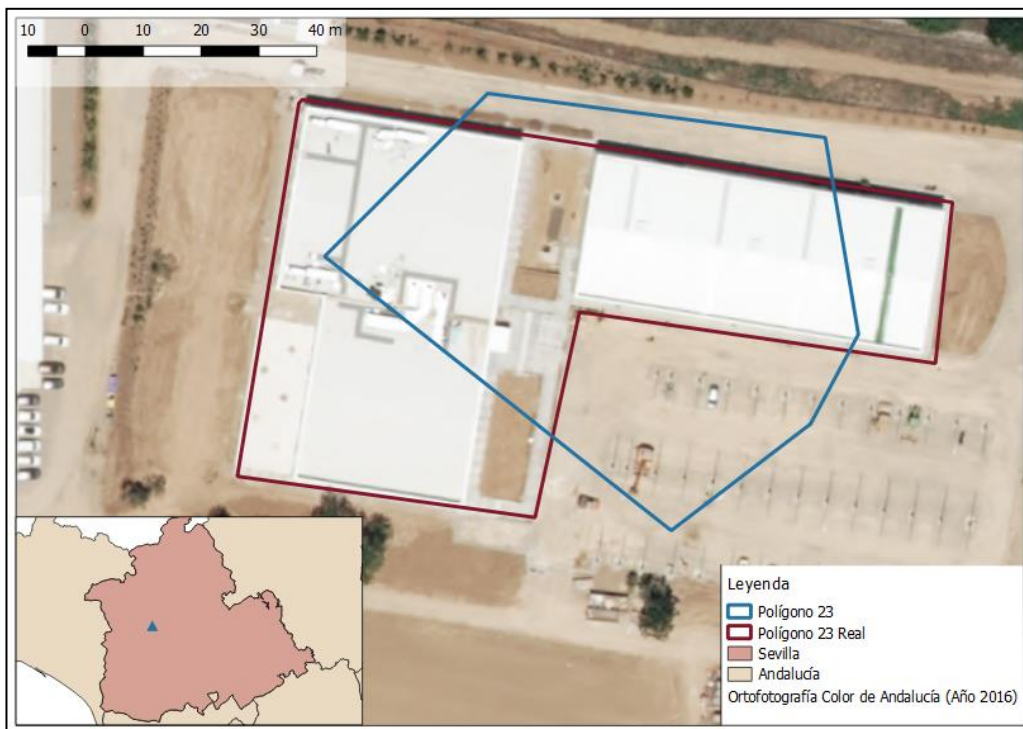 10 0 10 20 30 40 m
Leyenda
Polígono 23
Polígono 23 Real
Sevilla
Andalucía
Ortofotografía Color de Andalucía (Año 2016)